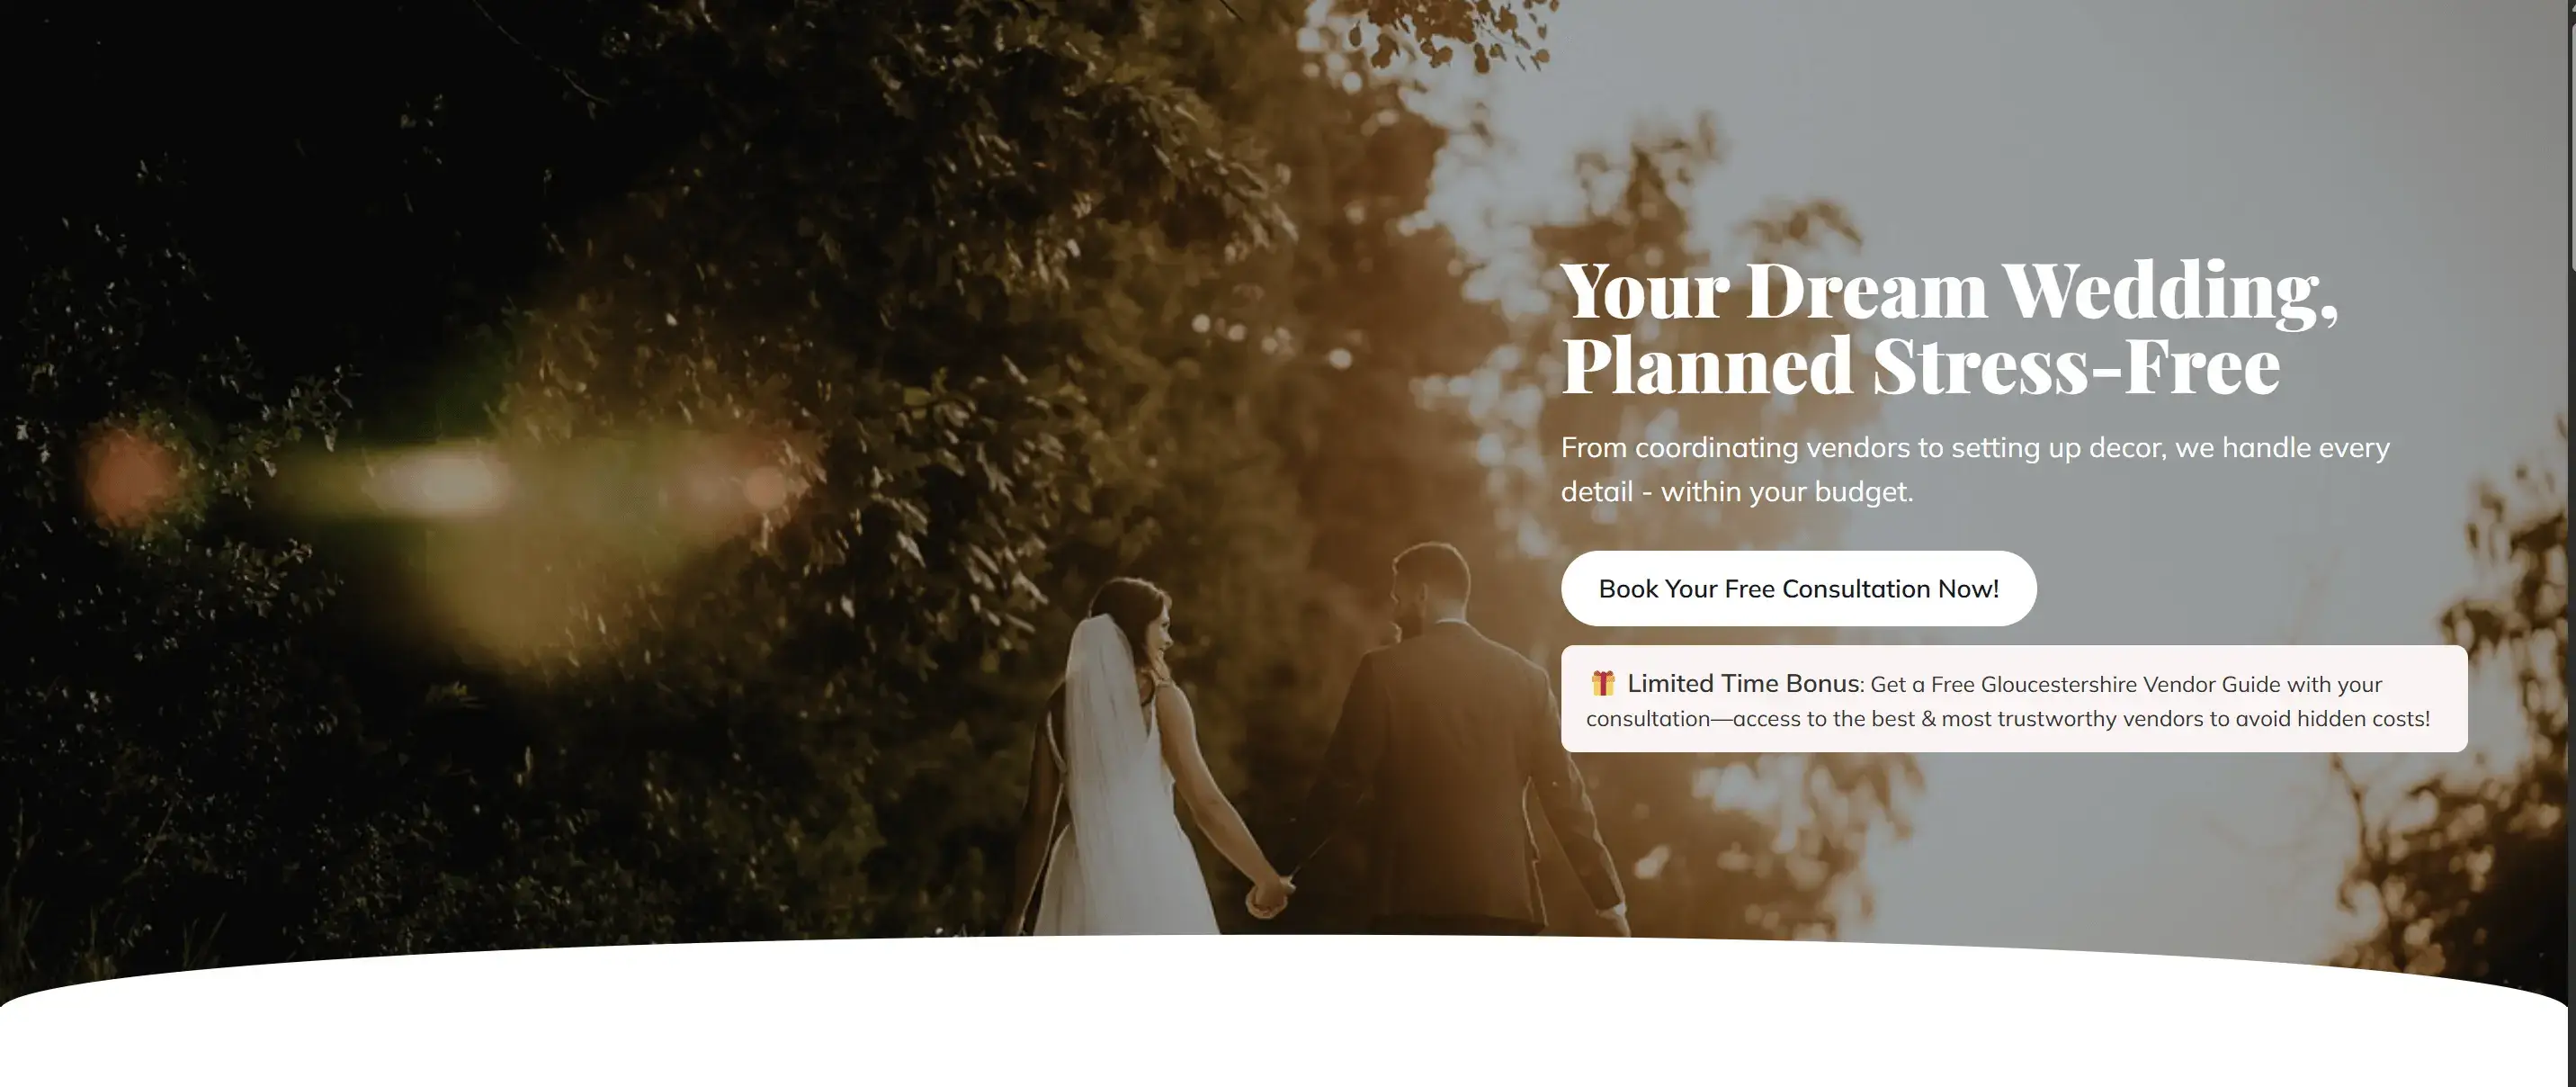 Your Dream Wedding,
Planned Stress-Free
From coordinating vendors to setting up decor, we handle every
detail - within your budget.
Book Your Free Consultation Now!
🎁 Limited Time Bonus: Get a Free Gloucestershire Vendor Guide with your
consultation—access to the best & most trustworthy vendors to avoid hidden costs!